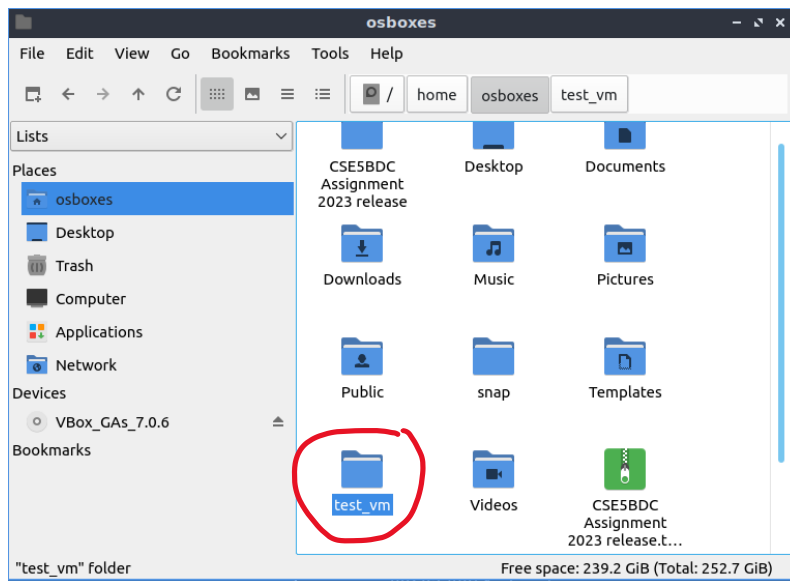 osboxes
File Edit View Go Bookmarks Tools Help
/ home osboxes test_vm
Lists
Places
osboxes
Desktop
Trash
Computer
Applications
Network
Devices
VBox_GAs_7.0.6
Bookmarks
CSE5BDC
Assignment
2023 release
Desktop
Documents
Downloads
Music
Pictures
Public
snap
Templates
test_vm
Videos
CSE5BDC
Assignment
2023 release.t...
"test_vm" folder
Free space: 239.2 GiB (Total: 252.7 GiB)